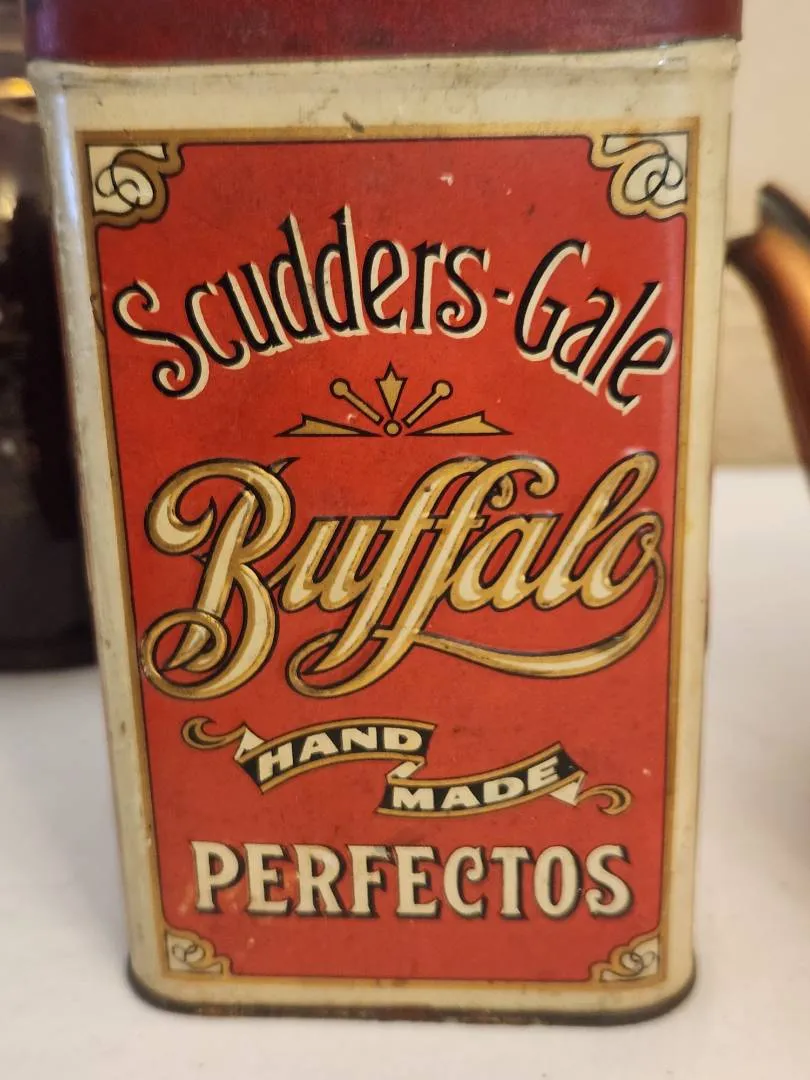 Scudders-Gale
Buffalo
HAND
MADE
PERFECTOS